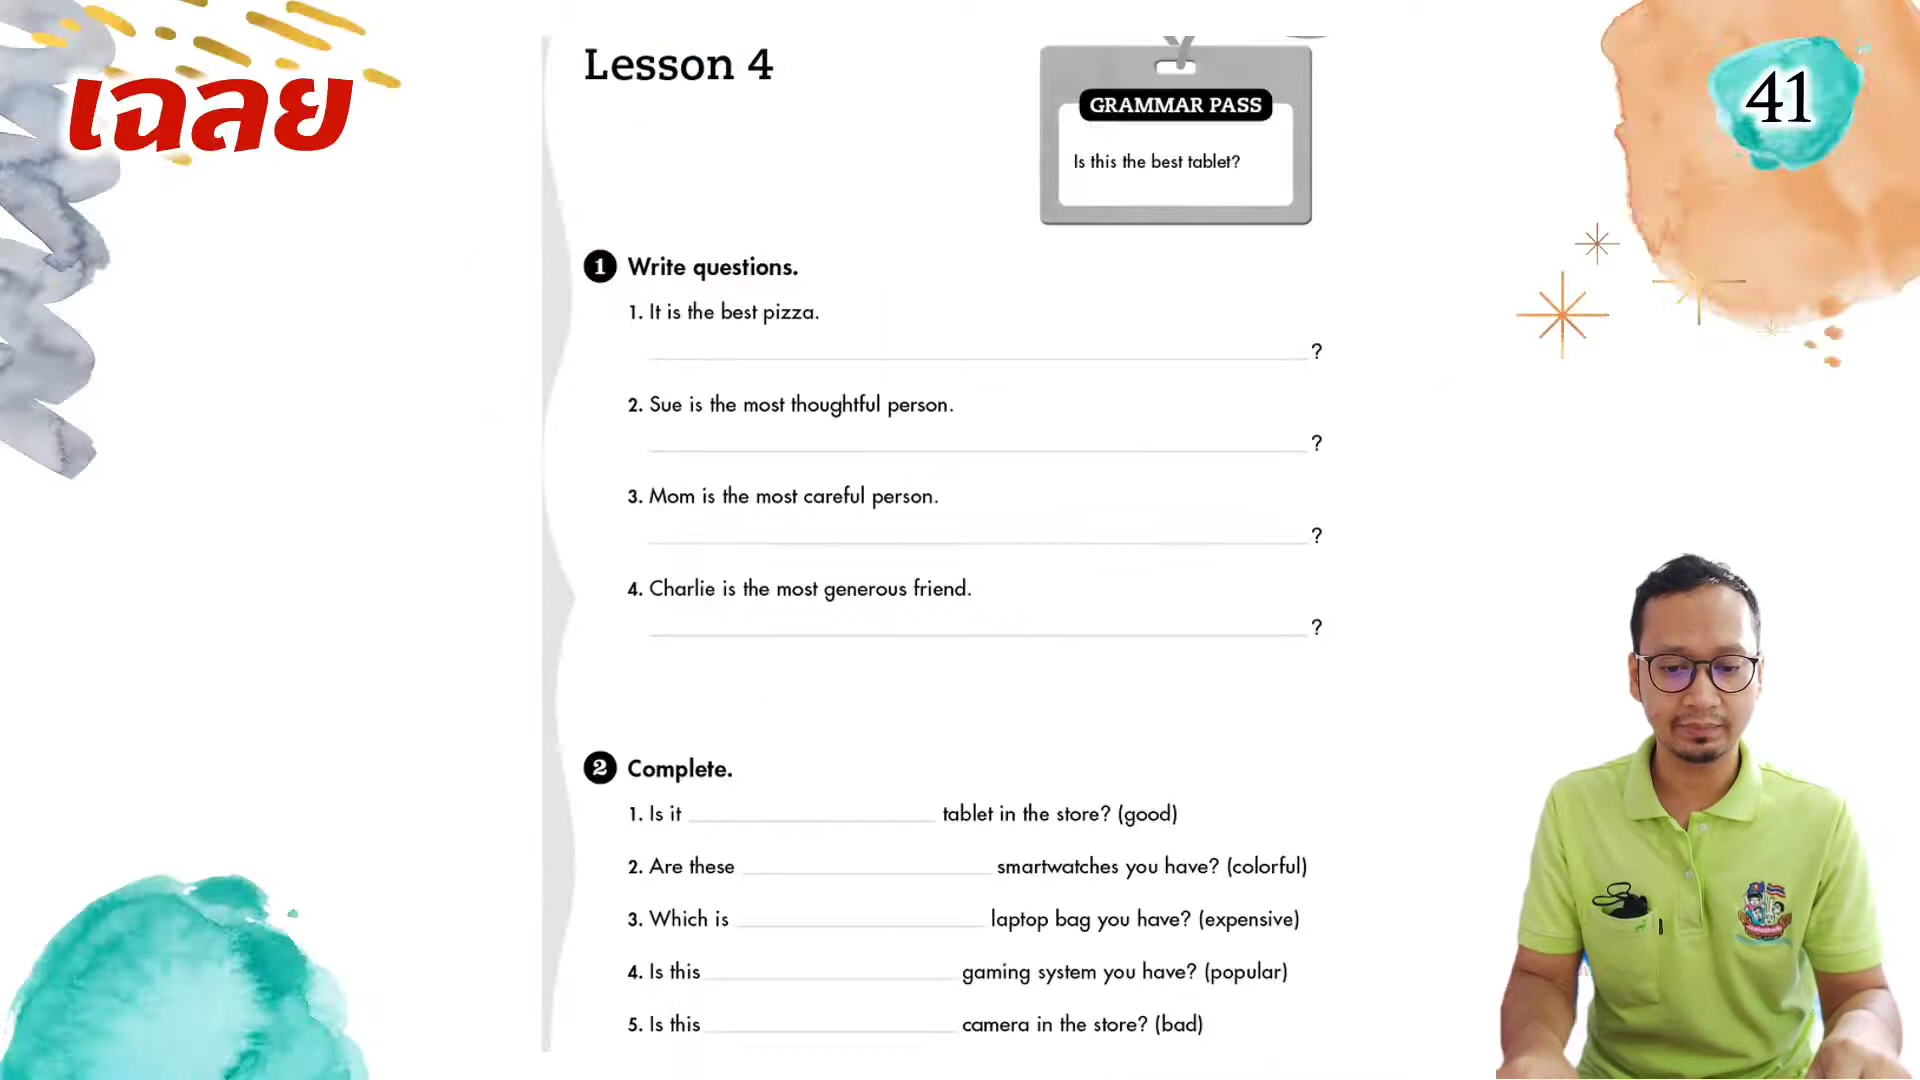 เฉลย
Lesson 4
GRAMMAR PASS
Is this the best tablet?
41
1 Write questions.
1. It is the best pizza.
?
2. Sue is the most thoughtful person.
?
3. Mom is the most careful person.
?
4. Charlie is the most generous friend.
?
2 Complete.
1. Is it tablet in the store? (good)
2. Are these smartwatches you have? (colorful)
3. Which is laptop bag you have? (expensive)
4. Is this gaming system you have? (popular)
5. Is this camera in the store? (bad)